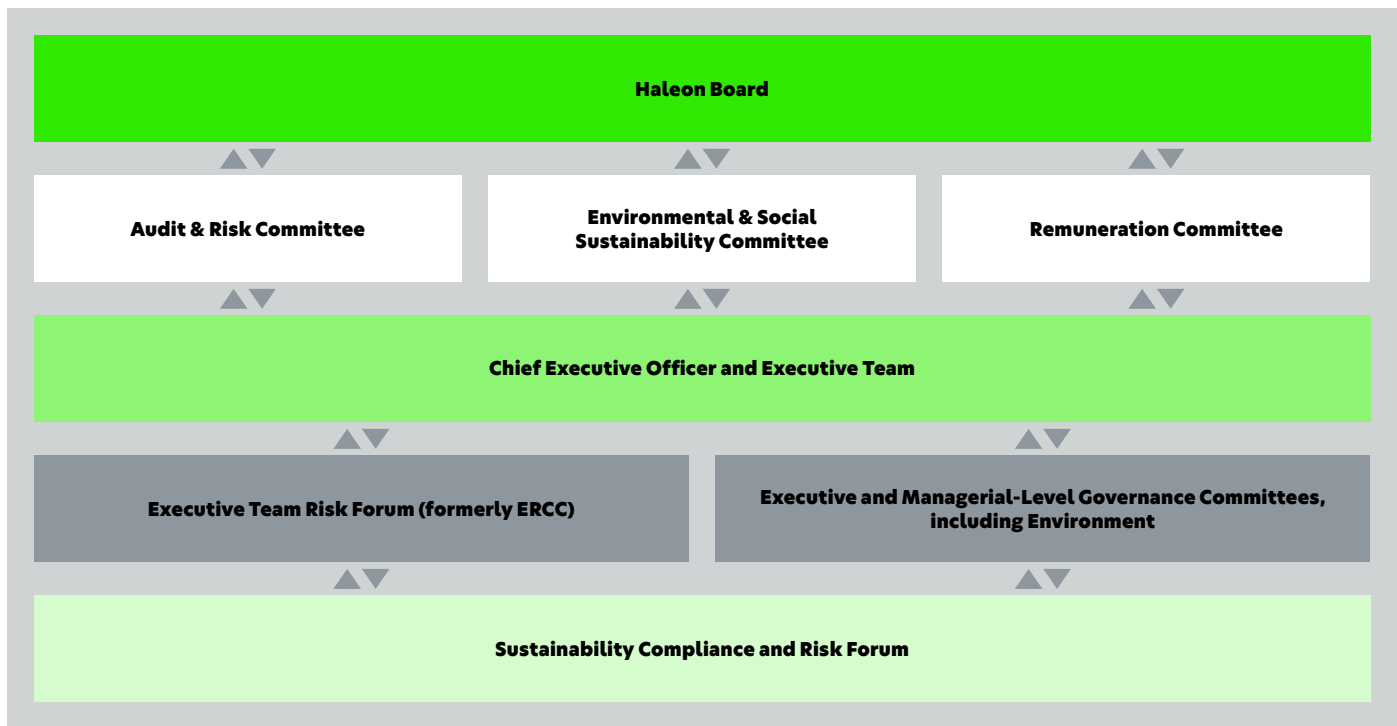 Haleon Board
Audit & Risk Committee
Environmental & Social
Sustainability Committee
Remuneration Committee
Chief Executive Officer and Executive Team
Executive Team Risk Forum (formerly ERCC)
Executive and Managerial-Level Governance Committees,
including Environment
Sustainability Compliance and Risk Forum